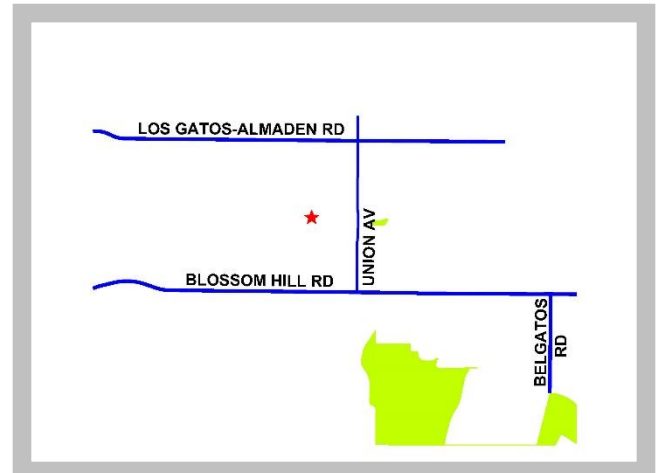 LOS GATOS-ALMADEN RD
UNION AV
BLOSSOM HILL RD
BELGATOS
RD